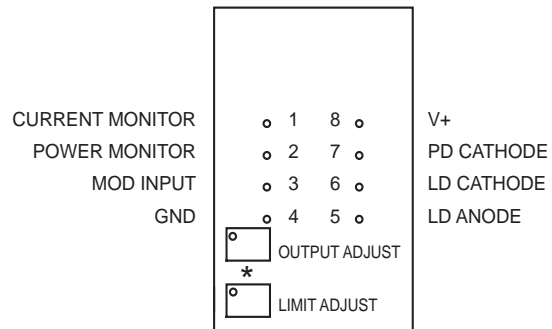 CURRENT MONITOR 1 8 V+
POWER MONITOR 2 7 PD CATHODE
MOD INPUT 3 6 LD CATHODE
GND 4 5 LD ANODE
OUTPUT ADJUST
*
LIMIT ADJUST